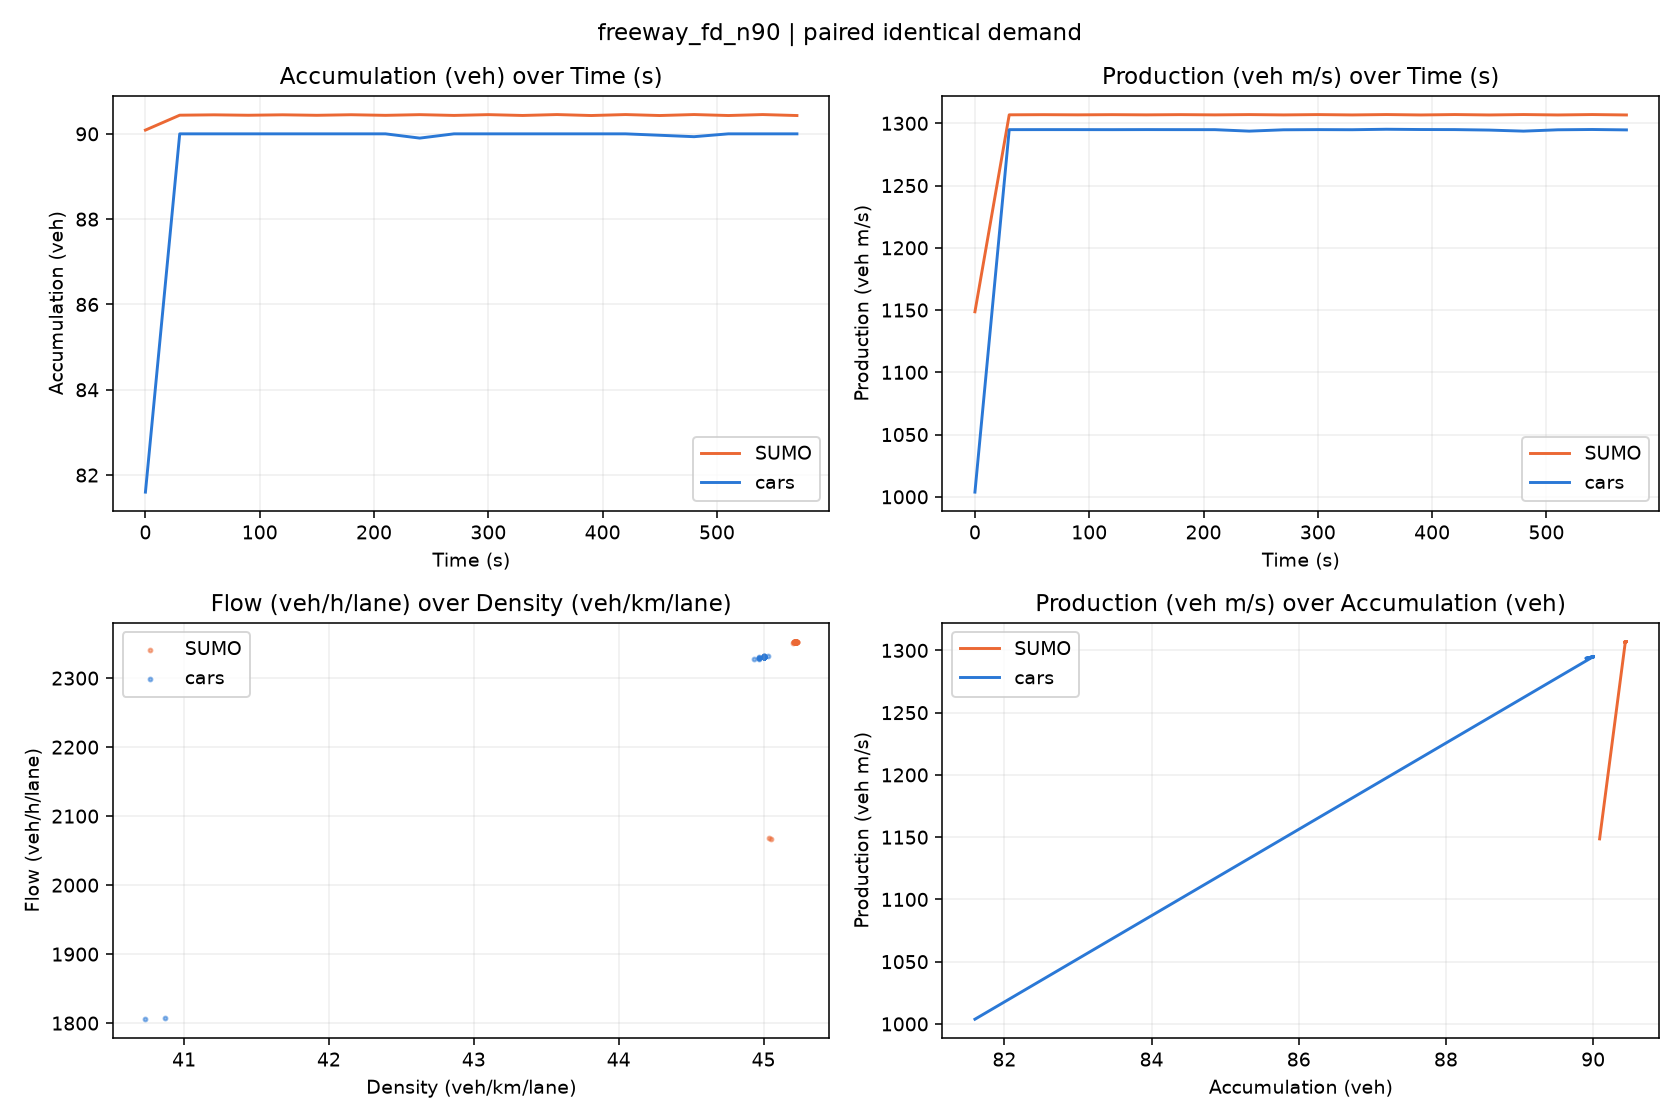 freeway_fd_n90 | paired identical demand
Accumulation (veh) over Time (s)
Accumulation (veh)
90
88
86
84
82
0 100 200 300 400 500
Time (s)
SUMO
cars
Production (veh m/s) over Time (s)
Production (veh m/s)
1300
1250
1200
1150
1100
1050
1000
0 100 200 300 400 500
Time (s)
SUMO
cars
Flow (veh/h/lane) over Density (veh/km/lane)
Flow (veh/h/lane)
SUMO
cars
2300
2200
2100
2000
1900
1800
41 42 43 44 45
Density (veh/km/lane)
Production (veh m/s) over Accumulation (veh)
Production (veh m/s)
SUMO
cars
1300
1250
1200
1150
1100
1050
1000
82 84 86 88 90
Accumulation (veh)